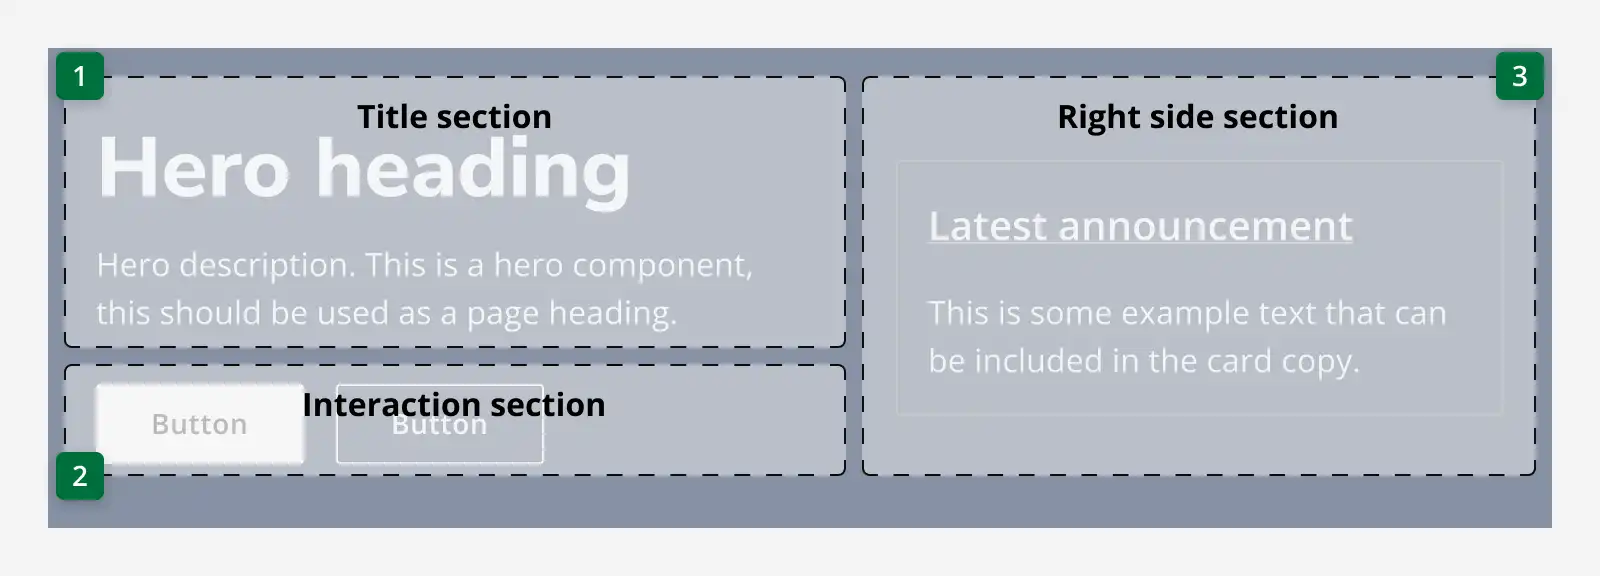 1
Title section
Hero heading
Hero description. This is a hero component,
this should be used as a page heading.
2
Interaction section
Button
Button
3
Right side section
Latest announcement
This is some example text that can
be included in the card copy.